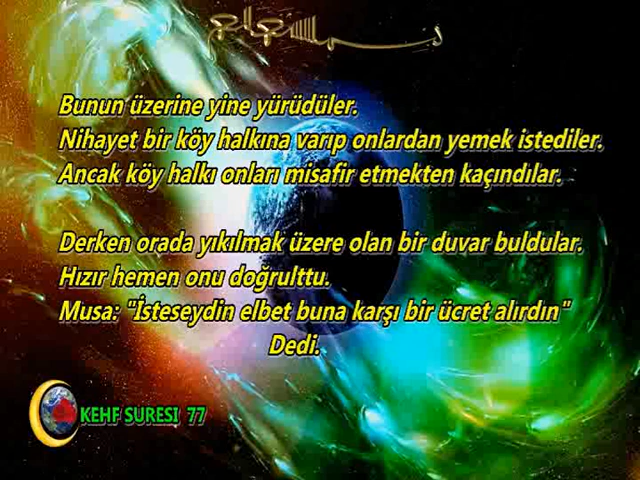 Bunun üzerine yine yürüdüler.
Nihayet bir köy halkına varıp onlardan yemek istediler.
Ancak köy halkı onları misafir etmekten kaçındılar.
Derken orada yıkılmak üzere olan bir duvar buldular.
Hızır hemen onu doğrulttu.
Musa: "İsteseydin elbet buna karşı bir ücret alırdın"
Dedi.
KEHF SURESI 77